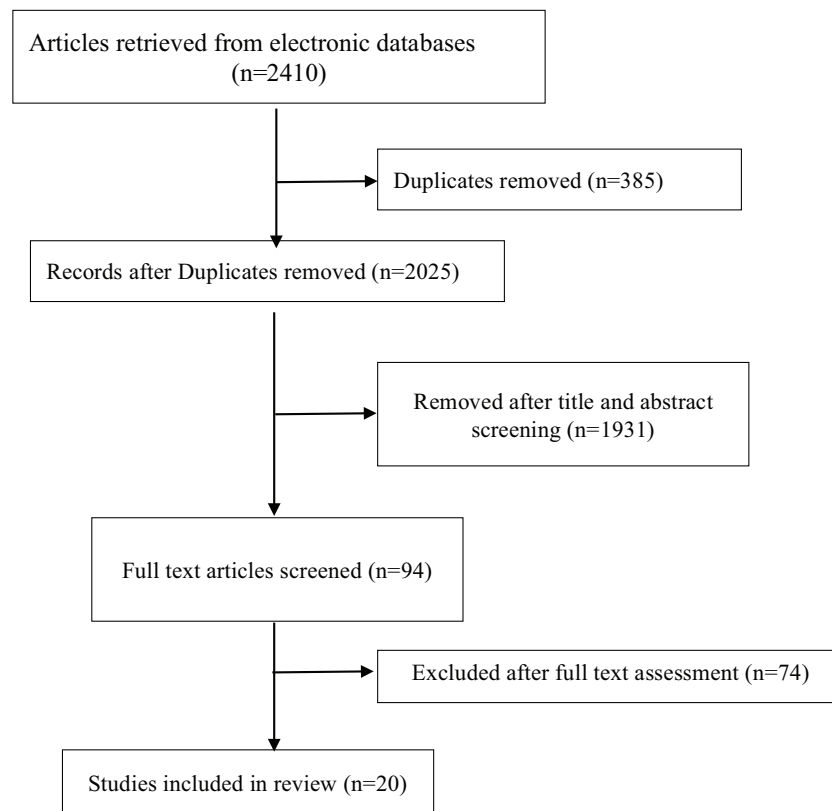 Articles retrieved from electronic databases
(n=2410)
Duplicates removed (n=385)
Records after Duplicates removed (n=2025)
Removed after title and abstract
screening (n=1931)
Full text articles screened (n=94)
Excluded after full text assessment (n=74)
Studies included in review (n=20)